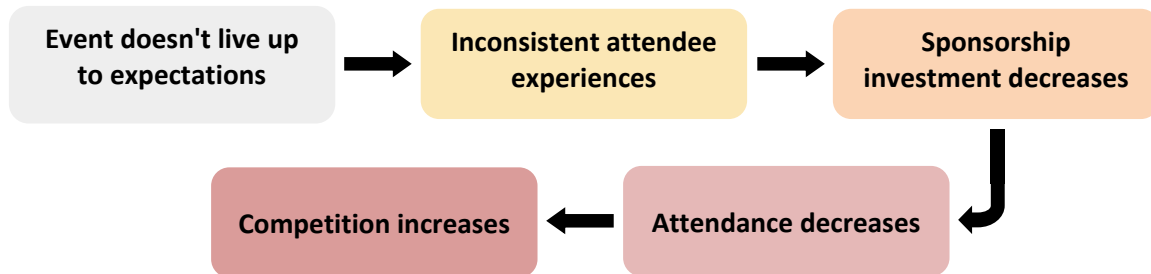 Event doesn't live up
to expectations
Inconsistent attendee
experiences
Sponsorship
investment decreases
Attendance decreases
Competition increases